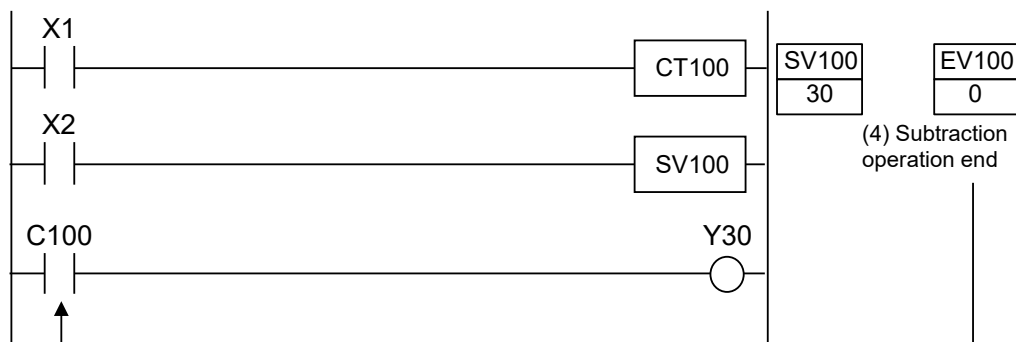 X1
CT100
SV100
EV100
30
0
X2
SV100
(4) Subtraction
operation end
C100
Y30